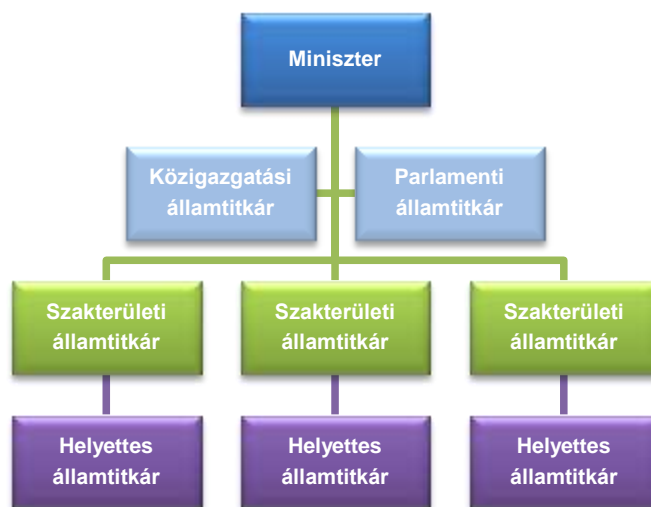 Miniszter
Közigazgatási
államtitkár
Parlamenti
államtitkár
Szakterületi
államtitkár
Szakterületi
államtitkár
Szakterületi
államtitkár
Helyettes
államtitkár
Helyettes
államtitkár
Helyettes
államtitkár